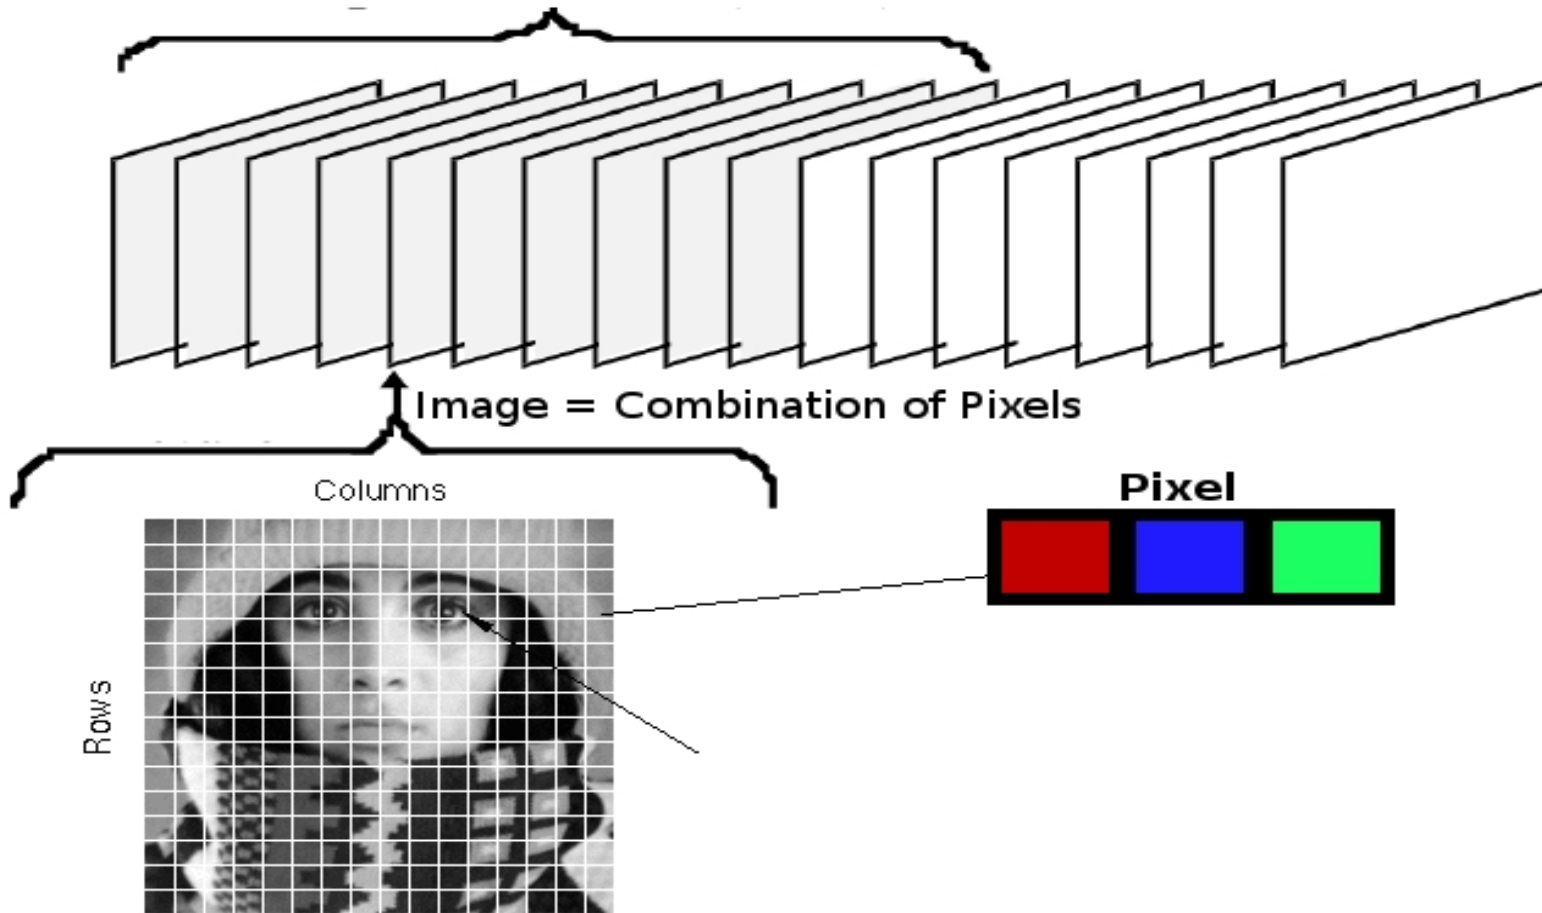 Image = Combination of Pixels
Columns
Pixel
Rows